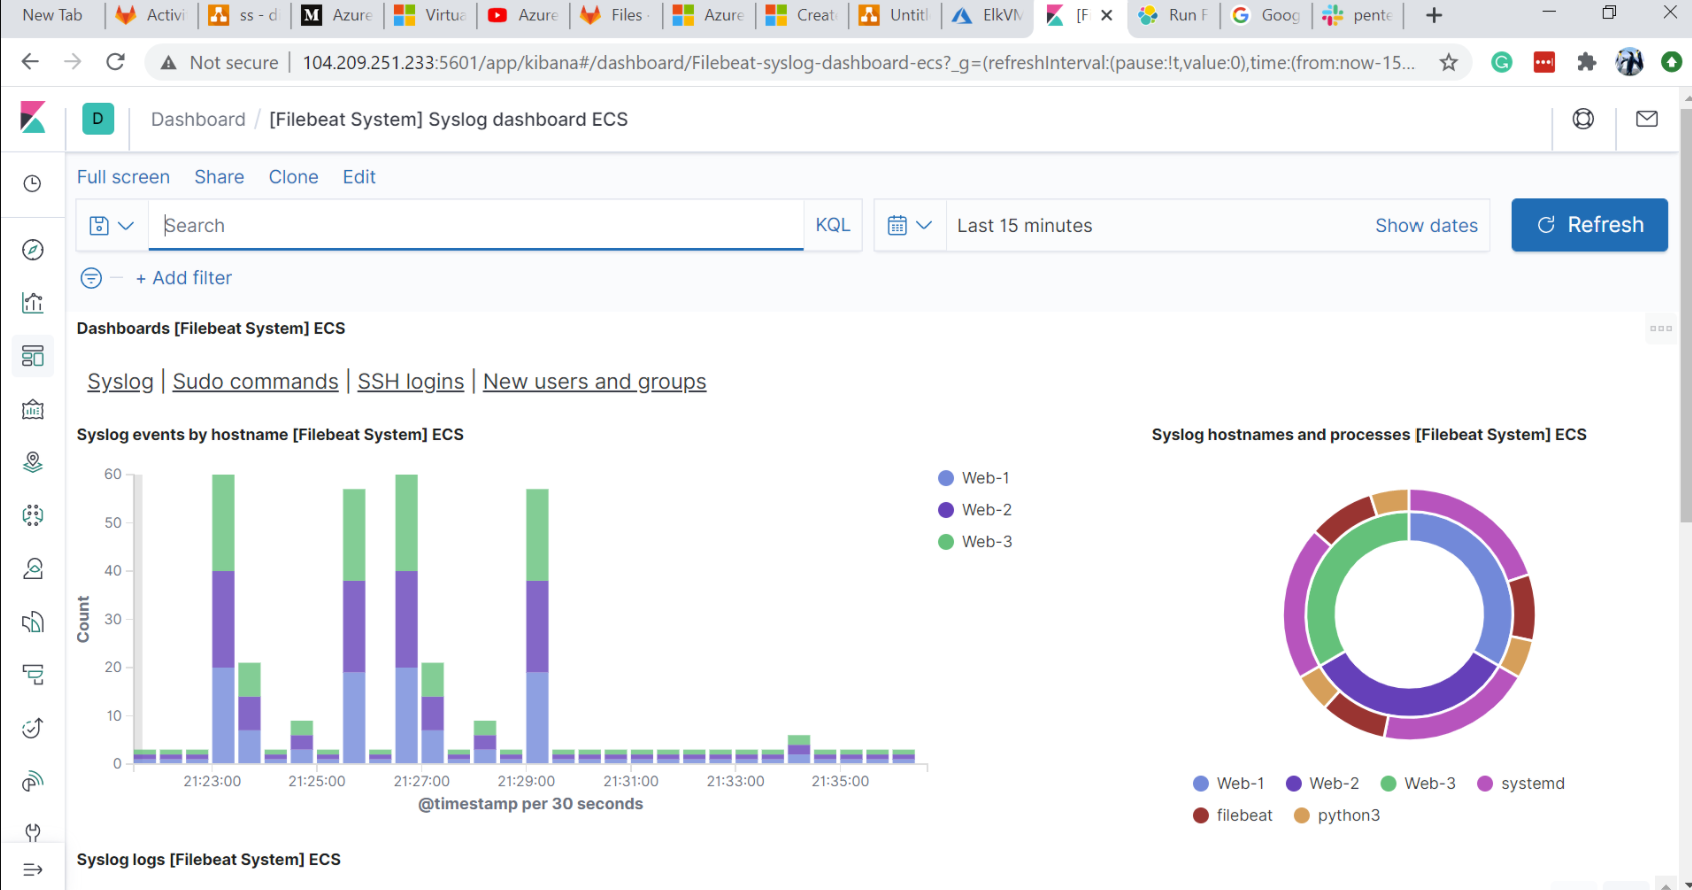 New Tab
Activi
ss - di
Azure
Virtua
Azure
Files -
Azure
Creat
Untitl
ElkVM
[F
Run F
Goog
pente
Not secure | 104.209.251.233:5601/app/kibana#/dashboard/Filebeat-syslog-dashboard-ecs?_g=(refreshInterval:(pause:!t,value:0),time:(from:now-15...
D Dashboard / [Filebeat System] Syslog dashboard ECS
Full screen Share Clone Edit
Search KQL Last 15 minutes Show dates Refresh
+ Add filter
Dashboards [Filebeat System] ECS
Syslog | Sudo commands | SSH logins | New users and groups
Syslog events by hostname [Filebeat System] ECS
60
50
40
30
20
10
0
Count
21:23:00 21:25:00 21:27:00 21:29:00 21:31:00 21:33:00 21:35:00
@timestamp per 30 seconds
Web-1
Web-2
Web-3
Syslog hostnames and processes [Filebeat System] ECS
Web-1 Web-2 Web-3 systemd
filebeat python3
Syslog logs [Filebeat System] ECS